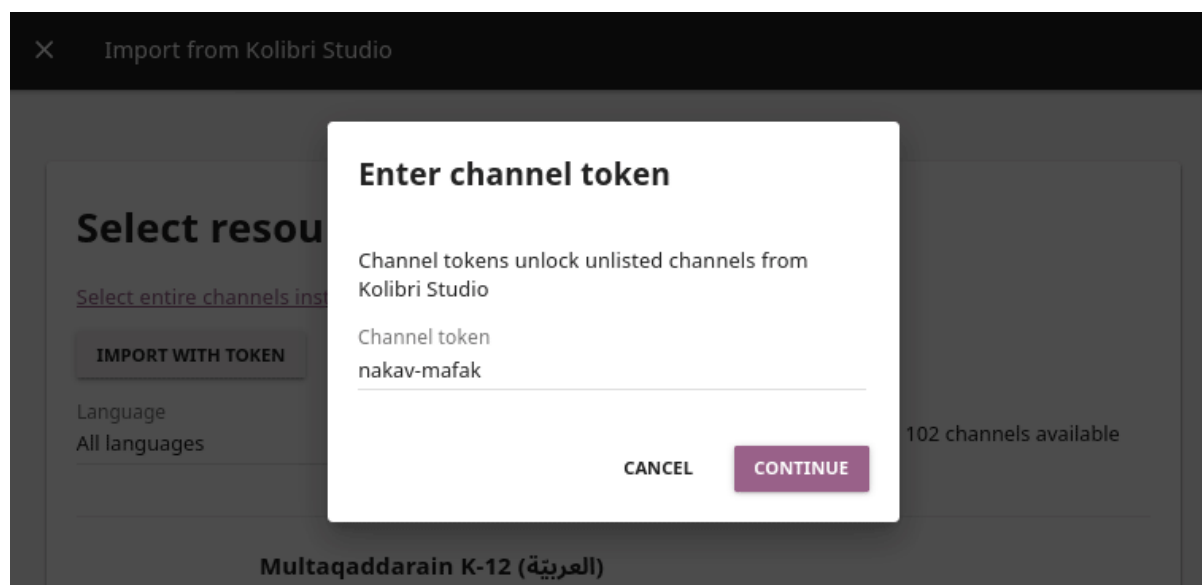 Import from Kolibri Studio
Enter channel token
Select resou
Channel tokens unlock unlisted channels from
Kolibri Studio
Select entire channels inst
Channel token
IMPORT WITH TOKEN
nakav-mafak
Language
All languages
102 channels available
CANCEL
CONTINUE
Multaqaddarain K-12 (العربيّة)